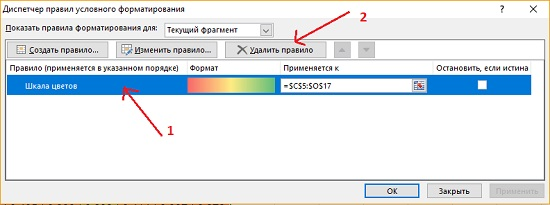 Диспетчер правил условного форматирования
Показать правила форматирования для: Текущий фрагмент
2
Создать правило... Изменить правило... Удалить правило
Правило (применяется в указанном порядке) Формат Применяется к Остановить, если истина
Шкала цветов =$C$5:$O$17
1
ОК Закрыть Применить